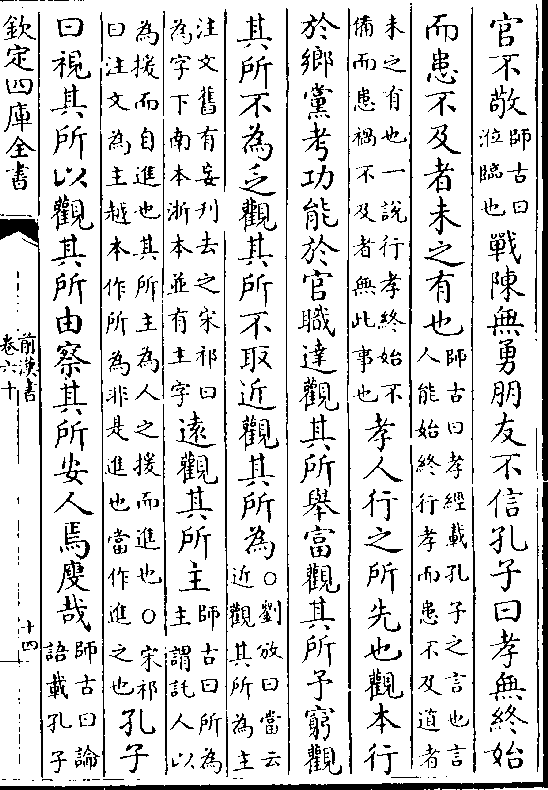 官不敬師古曰涖臨也戰陳無勇朋友不信孔子曰孝無終始
而患不及者未之有也師古曰孝經載孔子之言也言人能始終行孝而患不及道者
未之有也一說行孝終始不備而患禍不及者無此事也孝人行之所先也觀本行
於鄉黨考功能於官職達觀其所舉富觀其所予窮觀
其所不為乏觀其所不取近觀其所為○劉攽曰當云近觀其所為主
注文舊有妄刋去之宋祁曰為字下南本浙本並有主字遠觀其所主師古曰所為主謂託人以
為援而自進也其所主為人之援而進也○宋祁曰注文為主越本作所為非是進也當作進之也孔子
曰視其所以觀其所由察其所安人焉廋哉師古曰論語載孔子
欽定四庫全書
前漢書
卷六十
十四